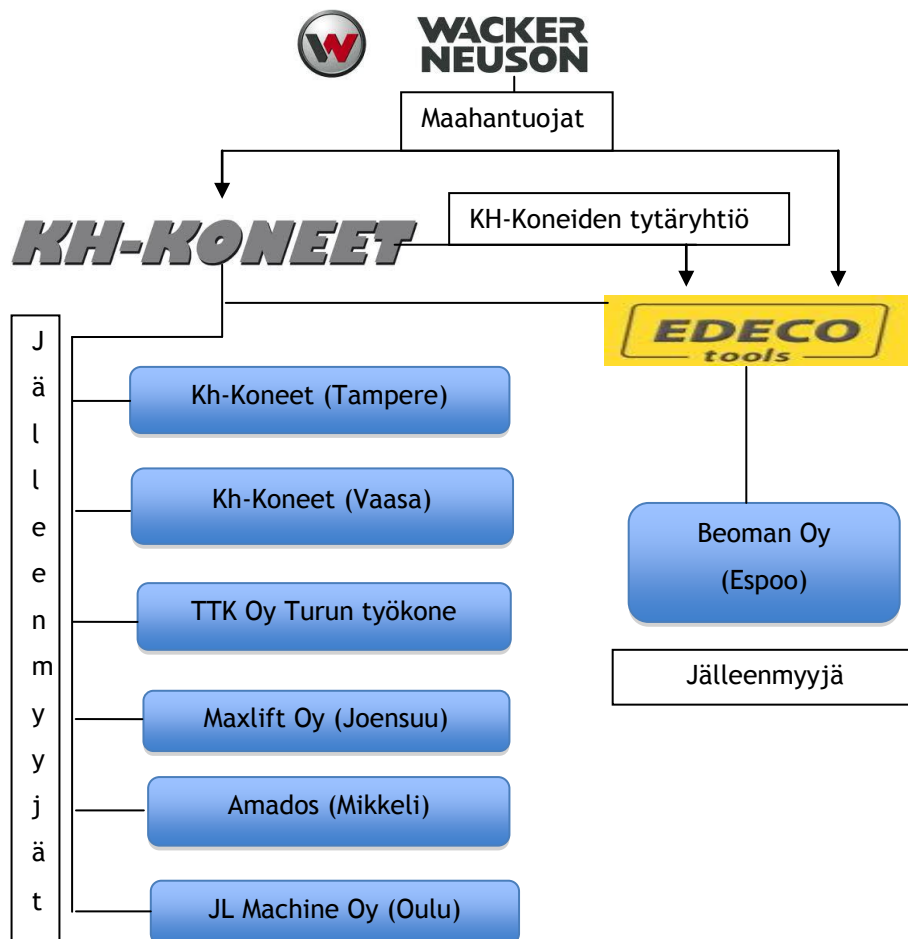 W
WACKER
NEUSON
Maahantuojat
KH-KONEET
KH-Koneiden tytäryhtiö
EDECO
tools
Jälleenmyyjät
Kh-Koneet (Tampere)
Kh-Koneet (Vaasa)
TTK Oy Turun työkone
Maxlift Oy (Joensuu)
Amados (Mikkeli)
JL Machine Oy (Oulu)
Beoman Oy
(Espoo)
Jälleenmyyjä